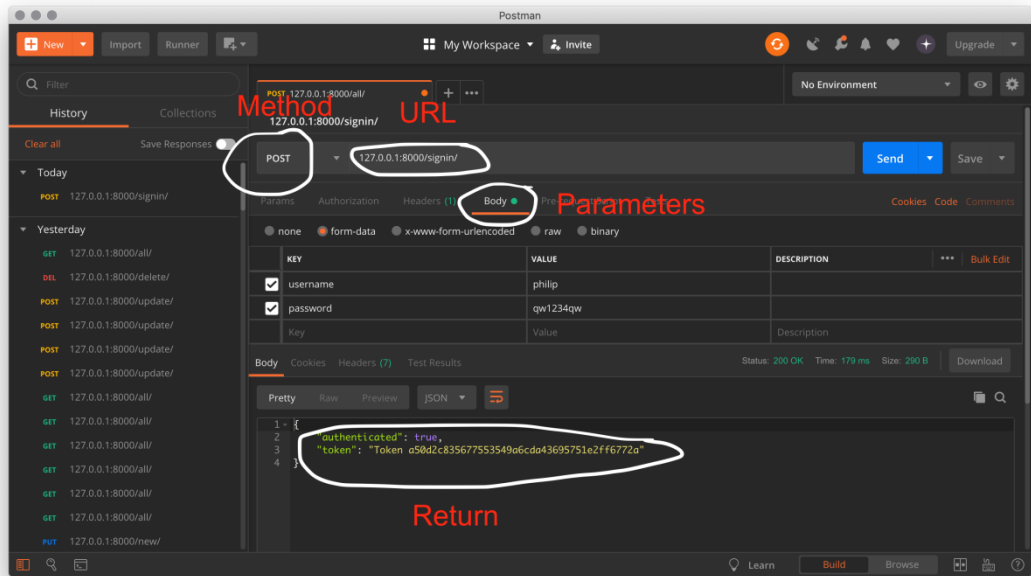 Postman
New Import Runner My Workspace Invite Upgrade
Filter
History Collections
Clear all Save Responses
Today
POST 127.0.0.1:8000/signin/
Yesterday
GET 127.0.0.1:8000/all/
DEL 127.0.0.1:8000/delete/
POST 127.0.0.1:8000/update/
POST 127.0.0.1:8000/update/
POST 127.0.0.1:8000/update/
POST 127.0.0.1:8000/update/
GET 127.0.0.1:8000/all/
GET 127.0.0.1:8000/all/
GET 127.0.0.1:8000/all/
GET 127.0.0.1:8000/all/
GET 127.0.0.1:8000/all/
GET 127.0.0.1:8000/all/
PUT 127.0.0.1:8000/new/
POST 127.0.0.1:8000/all/ No Environment
Method URL
127.0.0.1:8000/signin/
POST 127.0.0.1:8000/signin/ Send Save
Params Authorization Headers (1) Body Cookies Code Comments
Parameters
none form-data x-www-form-urlencoded raw binary
KEY VALUE DESCRIPTION Bulk Edit
username philip
password qw1234qw
Key Value Description
Body Cookies Headers (7) Test Results Status: 200 OK Time: 179 ms Size: 290 B Download
Pretty Raw Preview JSON
1 {
2 "authenticated": true,
3 "token": "Token a50d2c835677553549a6cda43695751e2ff6772a"
4 }
Return
Learn Build Browse